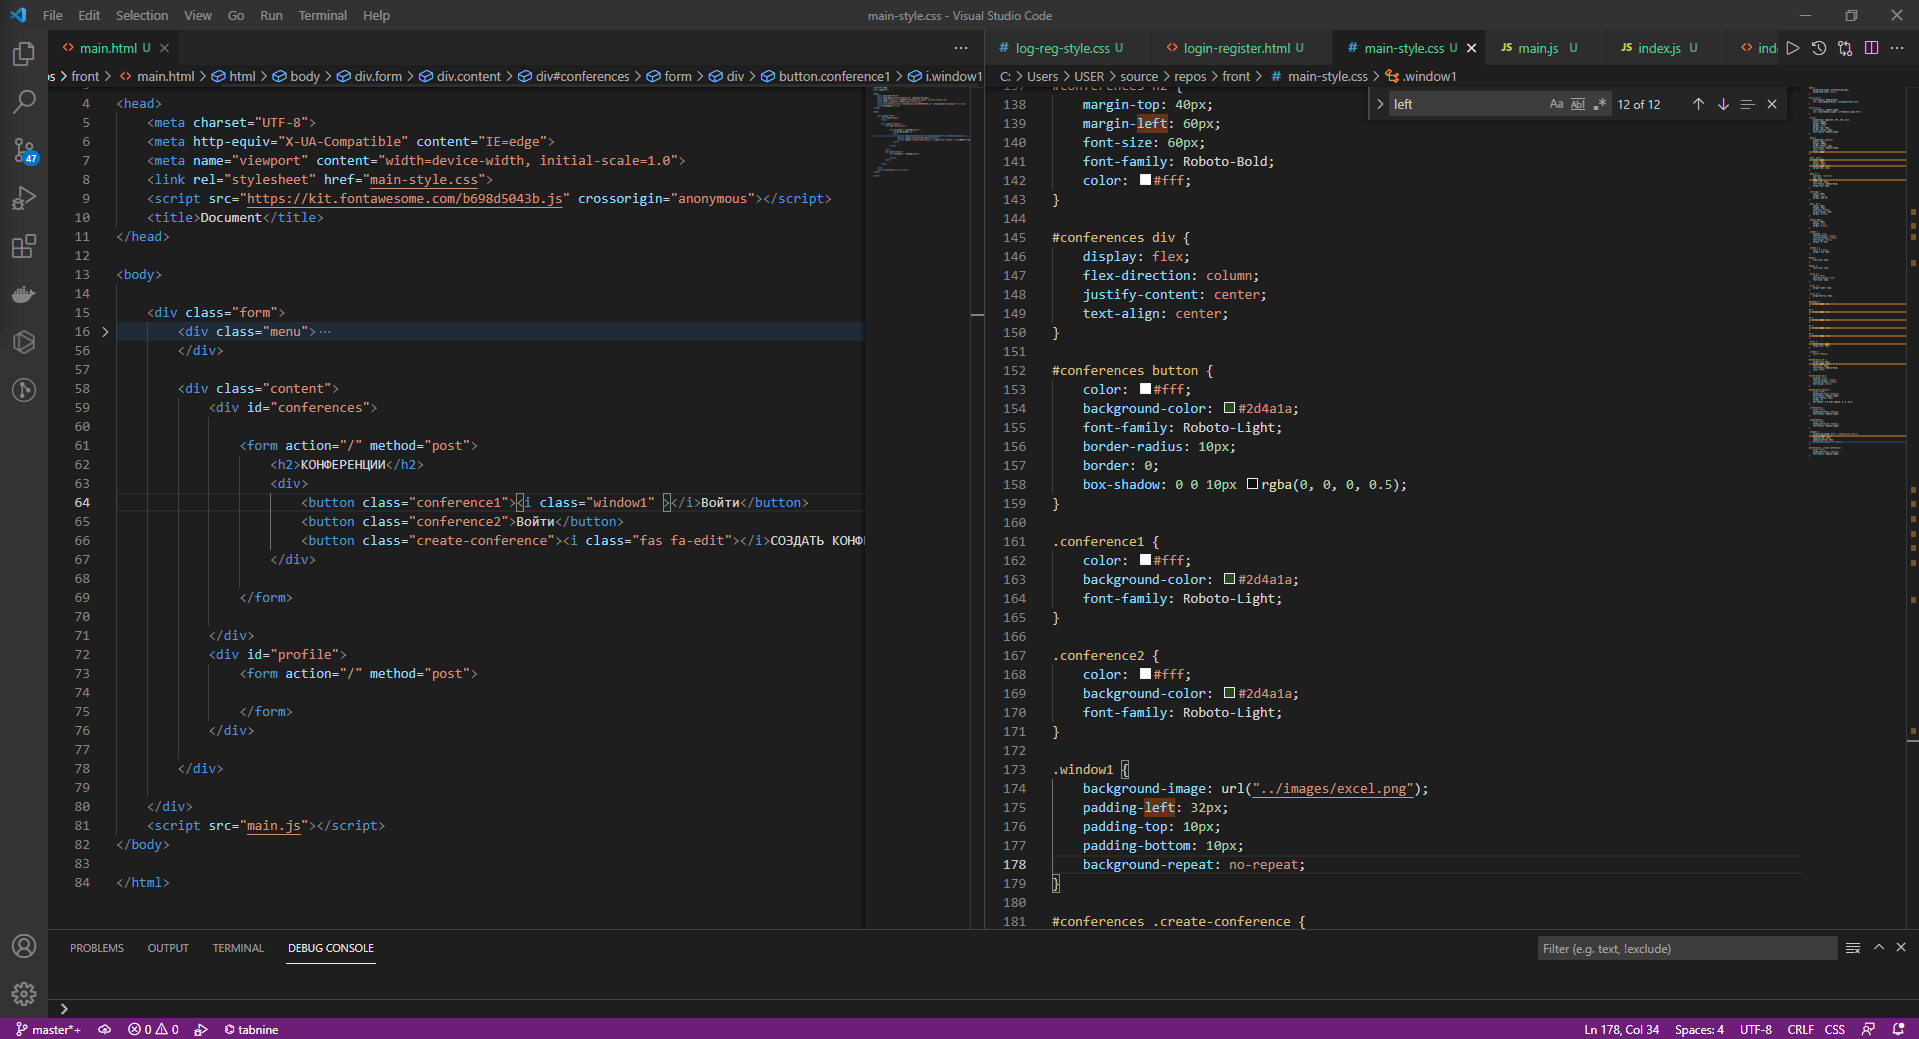 File Edit Selection View Go Run Terminal Help
main-style.css - Visual Studio Code
main.html U
log-reg-style.css U
login-register.html U
main-style.css U
JS main.js U
JS index.js U
os > front > main.html > html > body > div.form > div.content > div#conferences > form > div > button.conference1 > i.window1
C: > Users > USER > source > repos > front > # main-style.css > .window1
4 <head>
5 <meta charset="UTF-8">
6 <meta http-equiv="X-UA-Compatible" content="IE=edge">
7 <meta name="viewport" content="width=device-width, initial-scale=1.0">
8 <link rel="stylesheet" href="main-style.css">
9 <script src="https://kit.fontawesome.com/b698d5043b.js" crossorigin="anonymous"></script>
10 <title>Document</title>
11 </head>
12
13 <body>
14
15 <div class="form">
16 <div class="menu">⋯
56 </div>
57
58 <div class="content">
59 <div id="conferences">
60
61 <form action="/" method="post">
62 <h2>КОНФЕРЕНЦИИ</h2>
63 <div>
64 <button class="conference1"><i class="window1" ></i>Войти</button>
65 <button class="conference2">Войти</button>
66 <button class="create-conference"><i class="fas fa-edit"></i>СОЗДАТЬ КОНФЕ
67 </div>
68
69 </form>
70
71 </div>
72 <div id="profile">
73 <form action="/" method="post">
74
75 </form>
76 </div>
77
78 </div>
79
80 </div>
81 <script src="main.js"></script>
82 </body>
83
84 </html>
left
Aa Abl .* 12 of 12
137 #conferences h2 {
138 margin-top: 40px;
139 margin-left: 60px;
140 font-size: 60px;
141 font-family: Roboto-Bold;
142 color: #fff;
143 }
144
145 #conferences div {
146 display: flex;
147 flex-direction: column;
148 justify-content: center;
149 text-align: center;
150 }
151
152 #conferences button {
153 color: #fff;
154 background-color: #2d4a1a;
155 font-family: Roboto-Light;
156 border-radius: 10px;
157 border: 0;
158 box-shadow: 0 0 10px rgba(0, 0, 0, 0.5);
159 }
160
161 .conference1 {
162 color: #fff;
163 background-color: #2d4a1a;
164 font-family: Roboto-Light;
165 }
166
167 .conference2 {
168 color: #fff;
169 background-color: #2d4a1a;
170 font-family: Roboto-Light;
171 }
172
173 .window1 {
174 background-image: url("../images/excel.png");
175 padding-left: 32px;
176 padding-top: 10px;
177 padding-bottom: 10px;
178 background-repeat: no-repeat;
179 }
180
181 #conferences .create-conference {
47
PROBLEMS OUTPUT TERMINAL DEBUG CONSOLE
Filter (e.g. text, !exclude)
master*+ 0 0 tabnine
Ln 178, Col 34 Spaces: 4 UTF-8 CRLF CSS